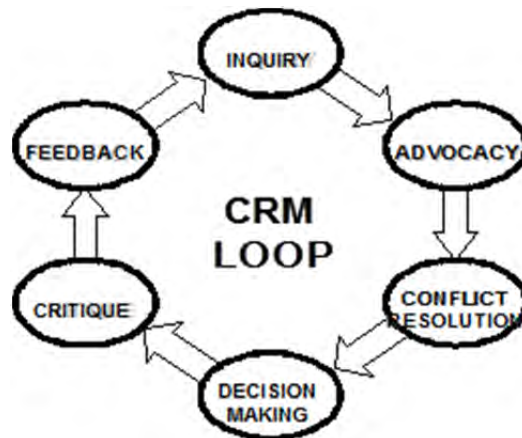 INQUIRY
ADVOCACY
CONFLICT
RESOLUTION
DECISION
MAKING
CRITIQUE
FEEDBACK
CRM
LOOP